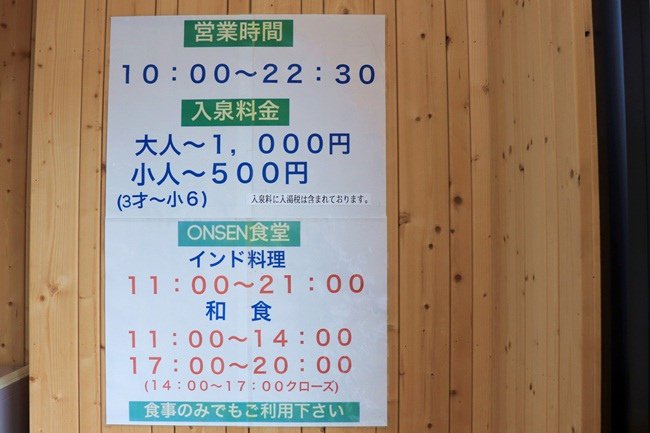 営業時間
10:00～22:30
入泉料金
大人～1,000円
小人～500円
(3才～小6)
入泉料に入湯税は含まれております。
ONSEN食堂
インド料理
11:00～21:00
和 食
11:00～14:00
17:00～20:00
(14:00～17:00クローズ)
食事のみでもご利用下さい